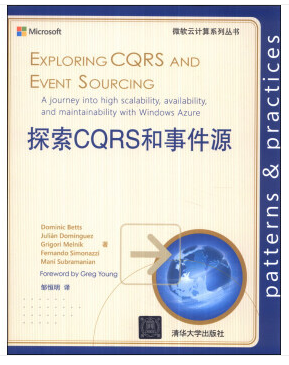 Microsoft
微软云计算系列丛书
EXPLORING CQRS AND
EVENT SOURCING
A journey into high scalability, availability,
and maintainability with Windows Azure
探索CQRS和事件源
patterns & practices
Dominic Betts
Julián Domínguez
Grigori Melnik 著
Fernando Simonazzi
Mani Subramanian
Foreword by Greg Young
邹恒明 译
清华大学出版社